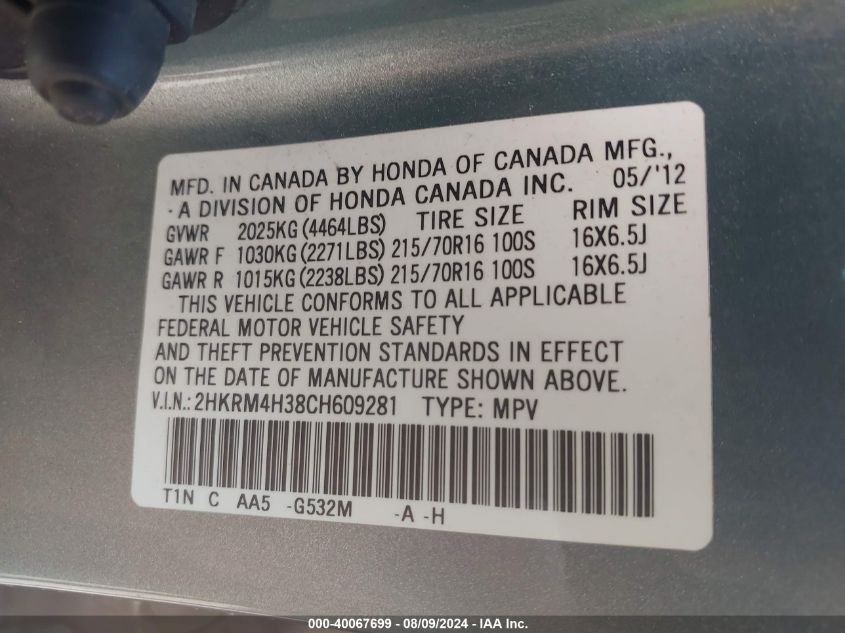 MFD. IN CANADA BY HONDA OF CANADA MFG.,
-A DIVISION OF HONDA CANADA INC. 05/'12
GVWR 2025KG (4464LBS) TIRE SIZE RIM SIZE
GAWR F 1030KG (2271LBS) 215/70R16 100S 16X6.5J
GAWR R 1015KG (2238LBS) 215/70R16 100S 16X6.5J
THIS VEHICLE CONFORMS TO ALL APPLICABLE
FEDERAL MOTOR VEHICLE SAFETY
AND THEFT PREVENTION STANDARDS IN EFFECT
ON THE DATE OF MANUFACTURE SHOWN ABOVE.
V.I.N.: 2HKRM4H38CH609281 TYPE: MPV
T1N C AA5 -G532M -A -H
000-40067699 - 08/09/2024 - IAA Inc.